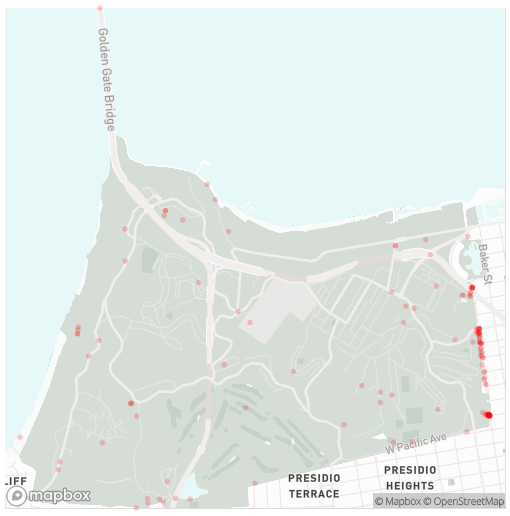 Golden Gate Bridge
Baker St
W Pacific Ave
PRESIDIO
TERRACE
PRESIDIO
HEIGHTS
LIFF
mapbox
© Mapbox © OpenStreetMap